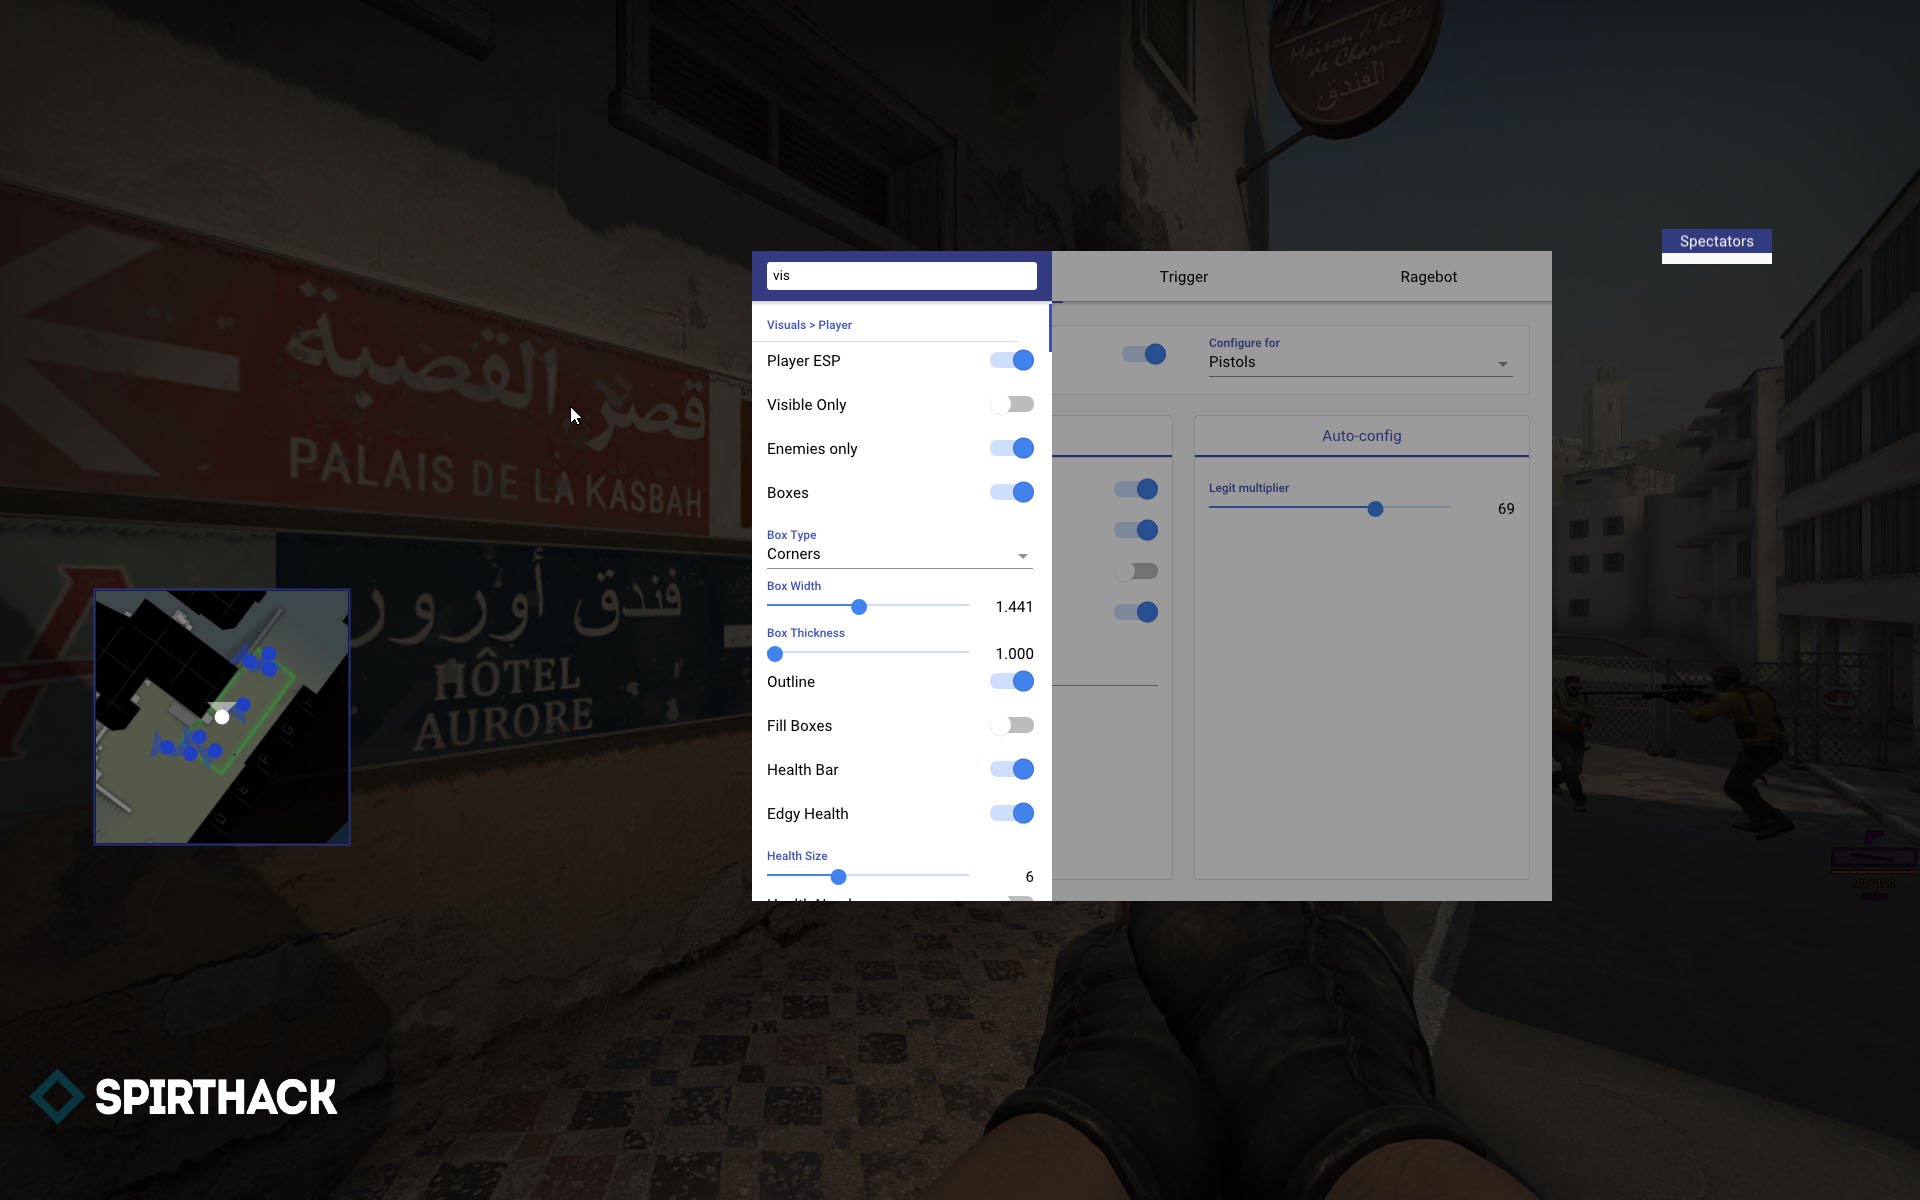 Maison d'Hôtes
de Charme
الفندق
Spectators
vis
Trigger
Ragebot
Visuals > Player
Player ESP
Visible Only
Enemies only
Boxes
Box Type
Corners
Box Width
1.441
Box Thickness
1.000
Outline
Fill Boxes
Health Bar
Edgy Health
Health Size
6
Configure for
Pistols
Auto-config
Legit multiplier
69
قصر القصبة
PALAIS DE LA KASBAH
فندق أورور
HÔTEL
AURORE
20 / 120
SPIRTHACK